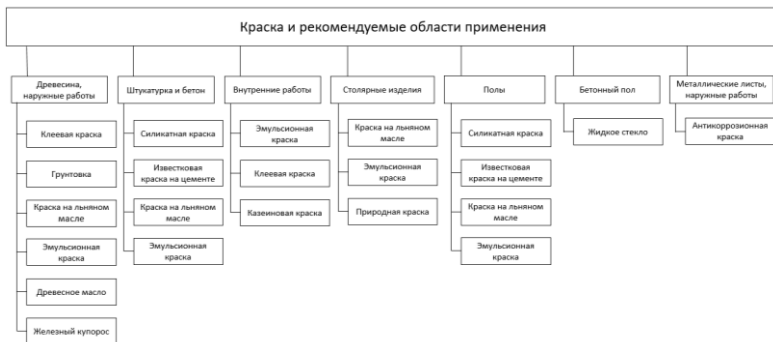 Краска и рекомендуемые области применения
Древесина,
наружные работы
Клеевая краска
Грунтовка
Краска на льняном
масле
Эмульсионная
краска
Древесное масло
Железный купорос
Штукатурка и бетон
Силикатная краска
Известковая
краска на цементе
Краска на льняном
масле
Эмульсионная
краска
Внутренние работы
Эмульсионная
краска
Клеевая краска
Казеиновая краска
Столярные изделия
Краска на льняном
масле
Эмульсионная
краска
Природная краска
Полы
Силикатная краска
Известковая
краска на цементе
Краска на льняном
масле
Эмульсионная
краска
Бетонный пол
Жидкое стекло
Металлические листы,
наружные работы
Антикоррозионная
краска